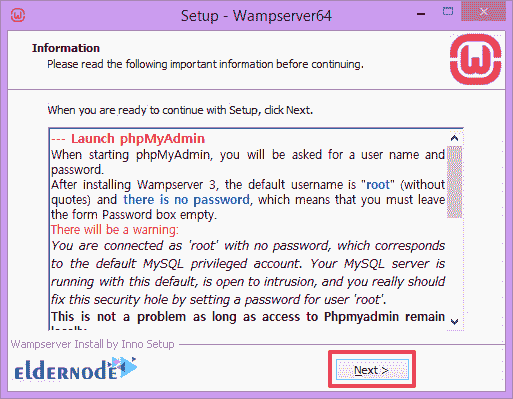 Setup - Wampserver64
Information
Please read the following important information before continuing.
When you are ready to continue with Setup, click Next.
--- Launch phpMyAdmin
When starting phpMyAdmin, you will be asked for a user name and
password.
After installing Wampserver 3, the default username is "root" (without
quotes) and there is no password, which means that you must leave
the form Password box empty.
There will be a warning:
You are connected as 'root' with no password, which corresponds
to the default MySQL privileged account. Your MySQL server is
running with this default, is open to intrusion, and you really should
fix this security hole by setting a password for user 'root'.
This is not a problem as long as access to Phpmyadmin remain
Wampserver Install by Inno Setup
eldernode
Next >